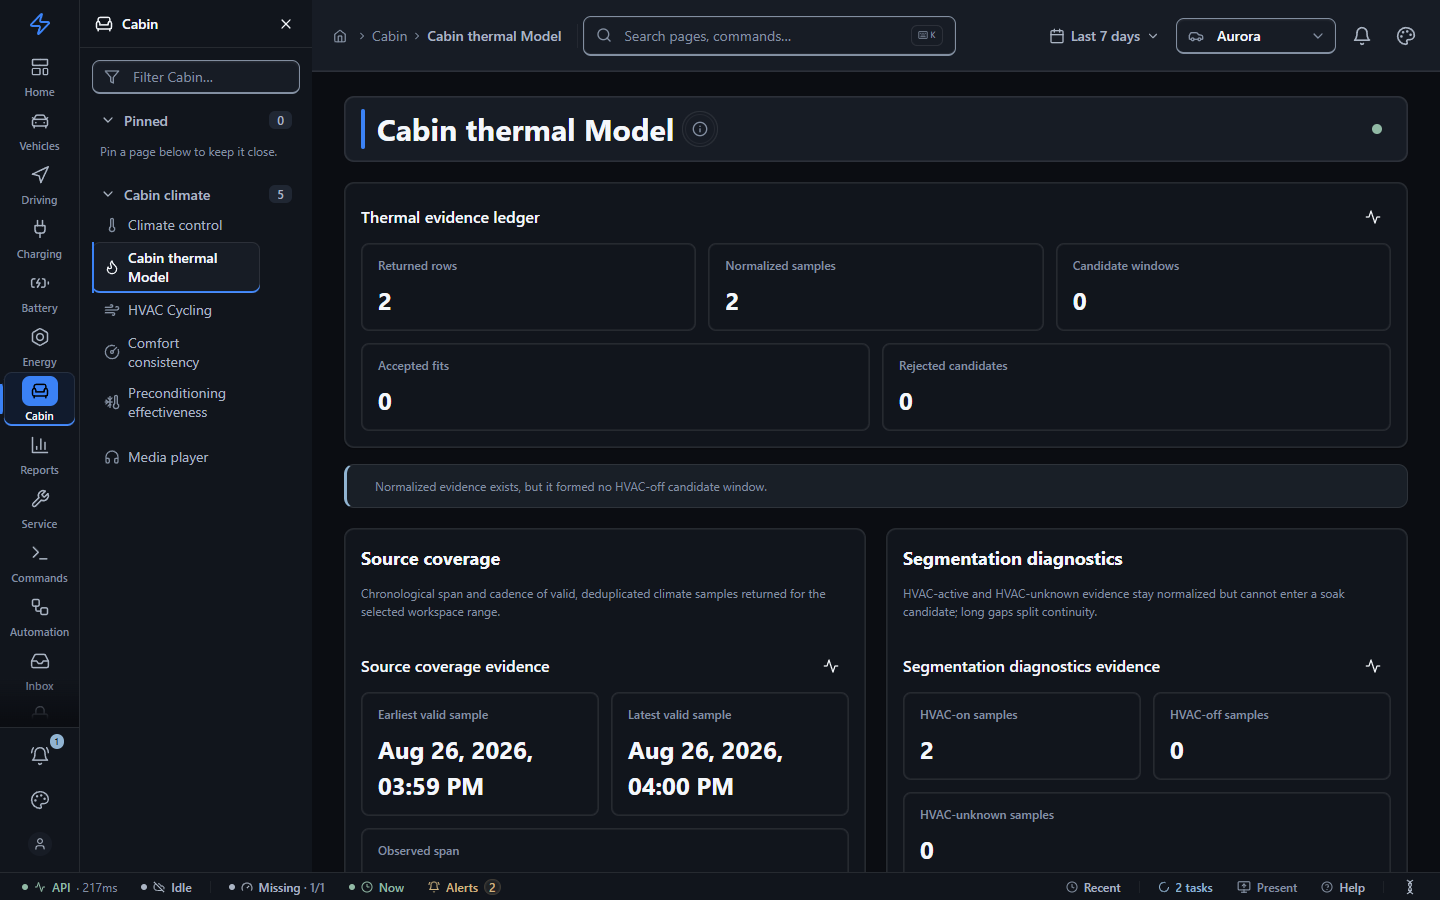 Home
Vehicles
Driving
Charging
Battery
Energy
Cabin
Reports
Service
Commands
Automation
Inbox
1
Cabin
Filter Cabin...
Pinned
0
Pin a page below to keep it close.
Cabin climate
5
Climate control
Cabin thermal
Model
HVAC Cycling
Comfort
consistency
Preconditioning
effectiveness
Media player
Cabin
Cabin thermal Model
Search pages, commands...
K
Last 7 days
Aurora
Cabin thermal Model
Thermal evidence ledger
Returned rows
2
Normalized samples
2
Candidate windows
0
Accepted fits
0
Rejected candidates
0
Normalized evidence exists, but it formed no HVAC-off candidate window.
Source coverage
Chronological span and cadence of valid, deduplicated climate samples returned for the
selected workspace range.
Source coverage evidence
Earliest valid sample
Aug 26, 2026,
03:59 PM
Latest valid sample
Aug 26, 2026,
04:00 PM
Observed span
Segmentation diagnostics
HVAC-active and HVAC-unknown evidence stay normalized but cannot enter a soak
candidate; long gaps split continuity.
Segmentation diagnostics evidence
HVAC-on samples
2
HVAC-off samples
0
HVAC-unknown samples
0
API · 217ms
Idle
Missing · 1/1
Now
Alerts 2
Recent
2 tasks
Present
Help